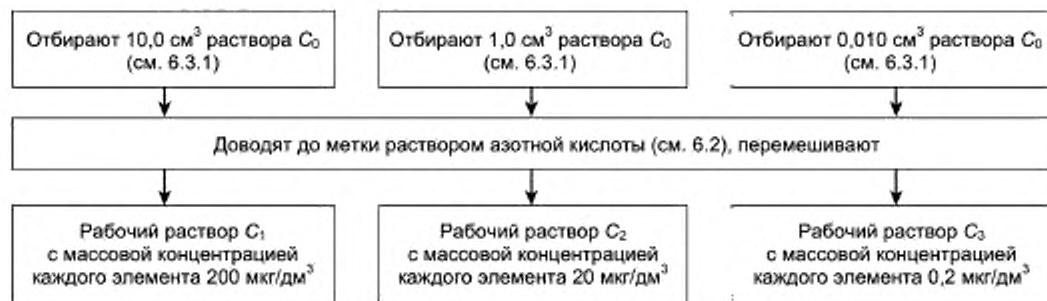 Отбирают 10,0 см³ раствора C₀
(см. 6.3.1)
Отбирают 1,0 см³ раствора C₀
(см. 6.3.1)
Отбирают 0,010 см³ раствора C₀
(см. 6.3.1)
Доводят до метки раствором азотной кислоты (см. 6.2), перемешивают
Рабочий раствор C₁
с массовой концентрацией
каждого элемента 200 мкг/дм³
Рабочий раствор C₂
с массовой концентрацией
каждого элемента 20 мкг/дм³
Рабочий раствор C₃
с массовой концентрацией
каждого элемента 0,2 мкг/дм³